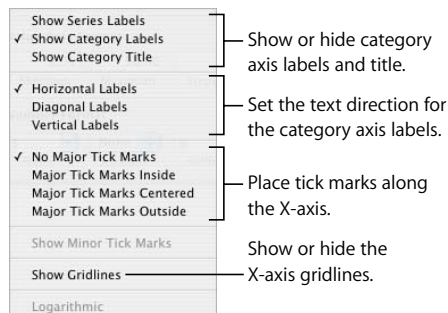 Show Series Labels
✓ Show Category Labels
Show Category Title
Show or hide category
axis labels and title.
✓ Horizontal Labels
Diagonal Labels
Vertical Labels
Set the text direction for
the category axis labels.
✓ No Major Tick Marks
Major Tick Marks Inside
Major Tick Marks Centered
Major Tick Marks Outside
Place tick marks along
the X-axis.
Show Minor Tick Marks
Show Gridlines
Show or hide the
X-axis gridlines.
Logarithmic